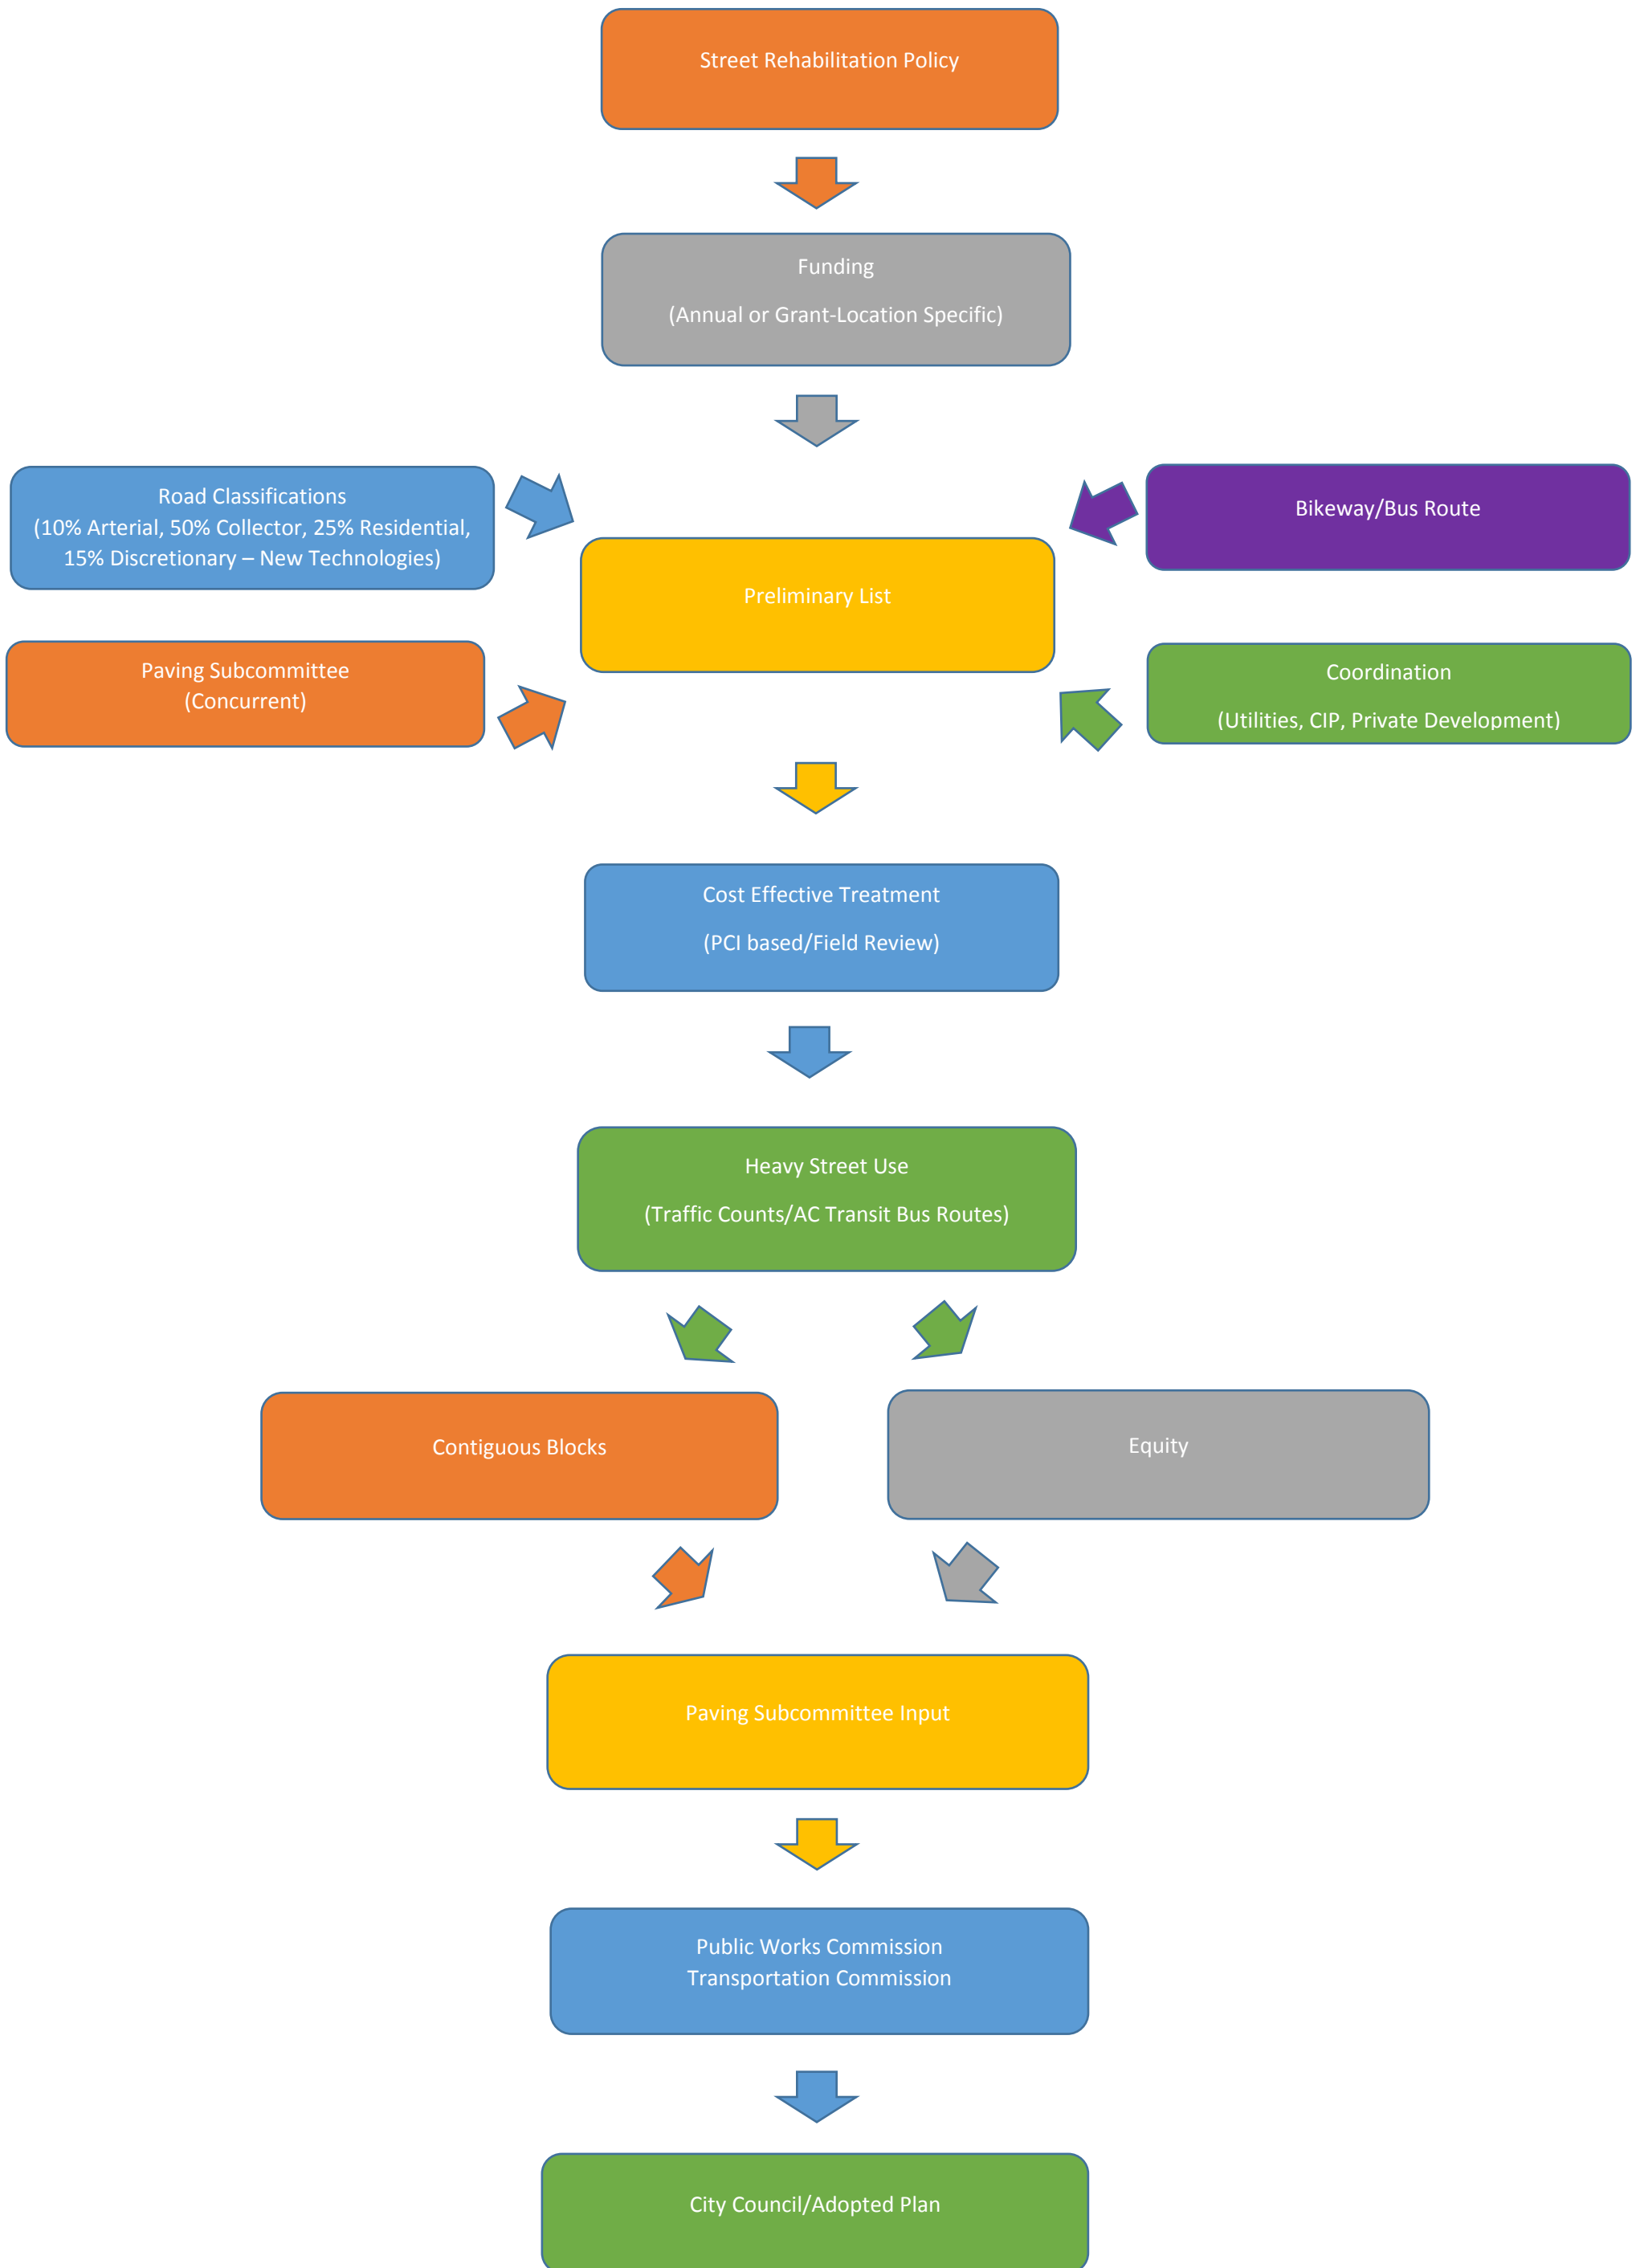 Street Rehabilitation Policy
Funding
(Annual or Grant-Location Specific)
Road Classifications
(10% Arterial, 50% Collector, 25% Residential,
15% Discretionary – New Technologies)
Bikeway/Bus Route
Preliminary List
Paving Subcommittee
(Concurrent)
Coordination
(Utilities, CIP, Private Development)
Cost Effective Treatment
(PCI based/Field Review)
Heavy Street Use
(Traffic Counts/AC Transit Bus Routes)
Contiguous Blocks
Equity
Paving Subcommittee Input
Public Works Commission
Transportation Commission
City Council/Adopted Plan